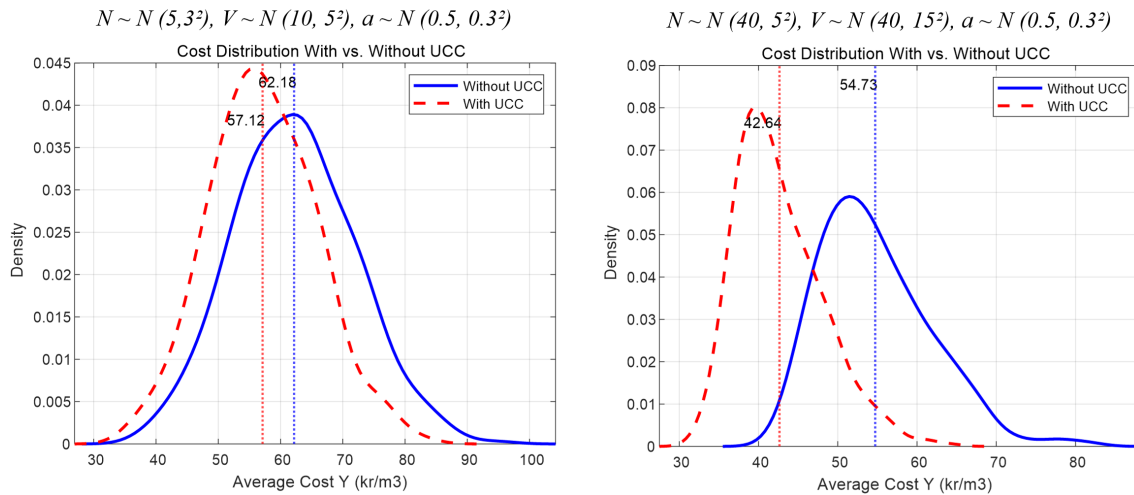 N ~ N (5,3²), V ~ N (10, 5²), a ~ N (0.5, 0.3²)
Cost Distribution With vs. Without UCC
0.045
0.04
0.035
0.03
0.025
0.02
0.015
0.01
0.005
0
62.18
57.12
Without UCC
With UCC
30 40 50 60 70 80 90 100
Density
Average Cost Y (kr/m3)
N ~ N (40, 5²), V ~ N (40, 15²), a ~ N (0.5, 0.3²)
Cost Distribution With vs. Without UCC
0.09
0.08
0.07
0.06
0.05
0.04
0.03
0.02
0.01
0
54.73
42.64
Without UCC
With UCC
30 40 50 60 70 80
Density
Average Cost Y (kr/m3)